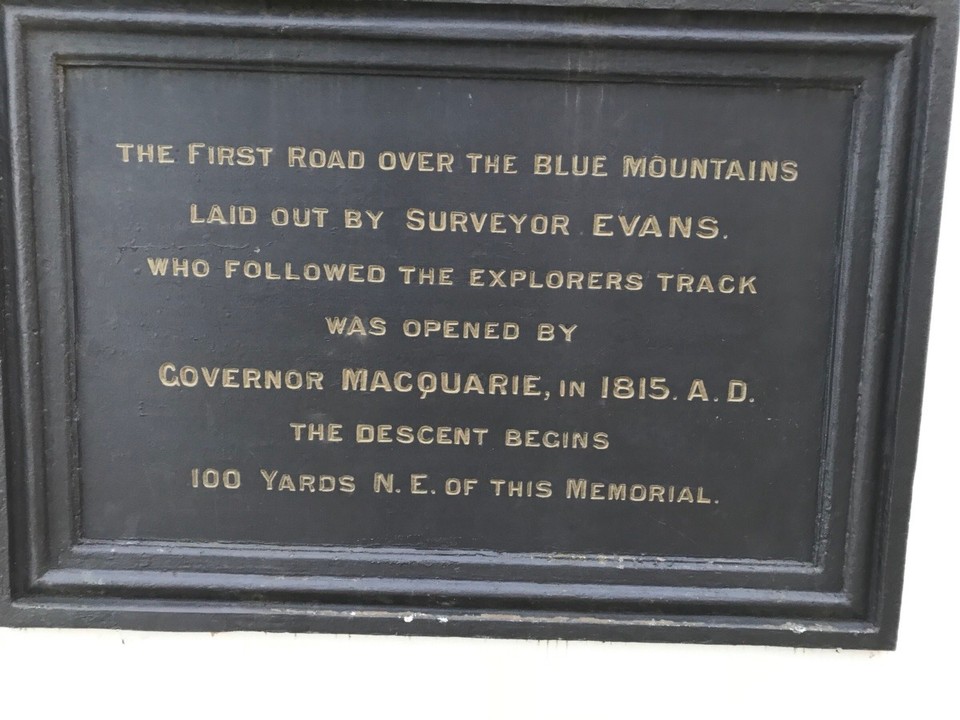 THE FIRST ROAD OVER THE BLUE MOUNTAINS
LAID OUT BY SURVEYOR EVANS.
WHO FOLLOWED THE EXPLORERS TRACK
WAS OPENED BY
GOVERNOR MACQUARIE, IN 1815. A.D.
THE DESCENT BEGINS
100 YARDS N.E. OF THIS MEMORIAL.